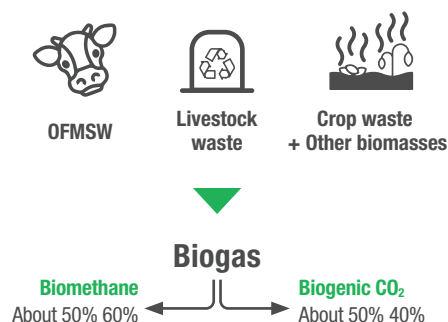 OFMSW
Livestock
waste
Crop waste
+ Other biomasses
Biogas
Biomethane
About 50% 60%
Biogenic CO₂
About 50% 40%